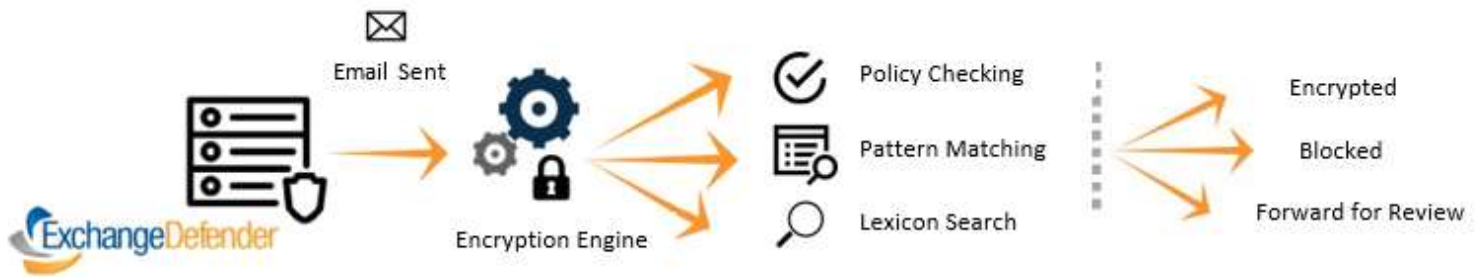 Email Sent
ExchangeDefender
Encryption Engine
Policy Checking
Pattern Matching
Lexicon Search
Encrypted
Blocked
Forward for Review